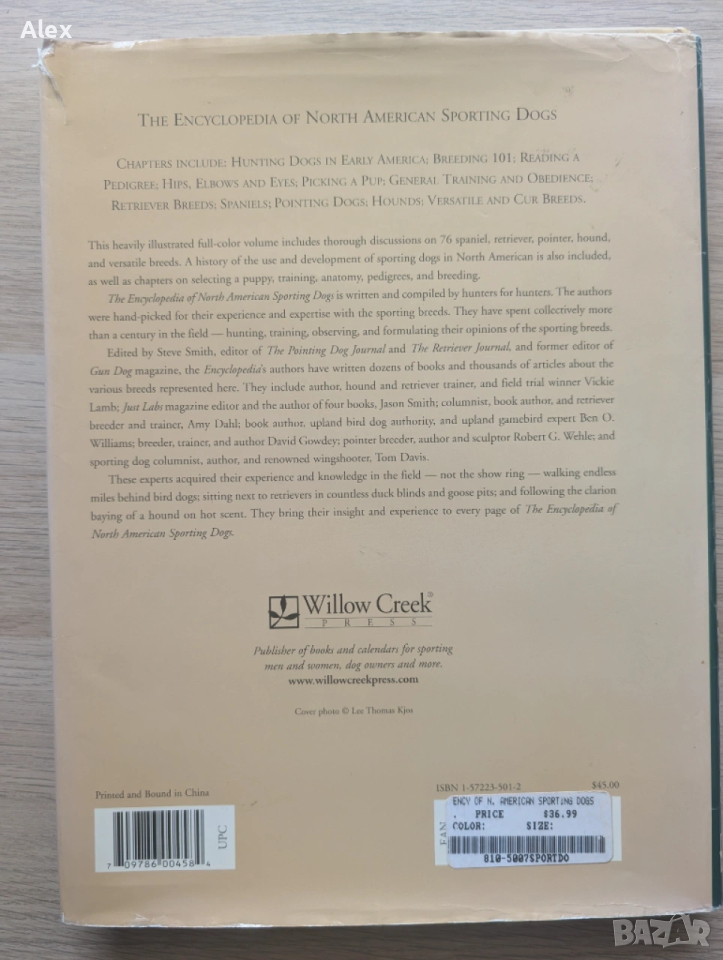 Alex
THE ENCYCLOPEDIA OF NORTH AMERICAN SPORTING DOGS
CHAPTERS INCLUDE: HUNTING DOGS IN EARLY AMERICA; BREEDING 101; READING A
PEDIGREE; HIPS, ELBOWS AND EYES; PICKING A PUP; GENERAL TRAINING AND OBEDIENCE;
RETRIEVER BREEDS; SPANIELS; POINTING DOGS; HOUNDS; VERSATILE AND CUR BREEDS.
This heavily illustrated full-color volume includes thorough discussions on 76 spaniel, retriever, pointer, hound,
and versatile breeds. A history of the use and development of sporting dogs in North American is also included,
as well as chapters on selecting a puppy, training, anatomy, pedigrees, and breeding.
The Encyclopedia of North American Sporting Dogs is written and compiled by hunters for hunters. The authors
were hand-picked for their experience and expertise with the sporting breeds. They have spent collectively more
than a century in the field — hunting, training, observing, and formulating their opinions of the sporting breeds.
Edited by Steve Smith, editor of The Pointing Dog Journal and The Retriever Journal, and former editor of
Gun Dog magazine, the Encyclopedia's authors have written dozens of books and thousands of articles about the
various breeds represented here. They include author, hound and retriever trainer, and field trial winner Vickie
Lamb; Just Labs magazine editor and the author of four books, Jason Smith; columnist, book author, and retriever
breeder and trainer, Amy Dahl; book author, upland bird dog authority, and upland gamebird expert Ben O.
Williams; breeder, trainer, and author David Gowdey; pointer breeder, author and sculptor Robert G. Wehle; and
sporting dog columnist, author, and renowned wingshooter, Tom Davis.
These experts acquired their experience and knowledge in the field — not the show ring — walking endless
miles behind bird dogs; sitting next to retrievers in countless duck blinds and goose pits; and following the clarion
baying of a hound on hot scent. They bring their insight and experience to every page of The Encyclopedia of
North American Sporting Dogs.
Willow Creek®
PRESS
Publisher of books and calendars for sporting
men and women, dog owners and more.
www.willowcreekpress.com
Cover photo © Lee Thomas Kjos
Printed and Bound in China
ISBN 1-57223-501-2 $45.00
UPC
7 09786 00458 4
EAN
ENCY OF N. AMERICAN SPORTING DOGS
. PRICE $36.99
COLOR: SIZE:
810-5007SPORTDO
BAZAR